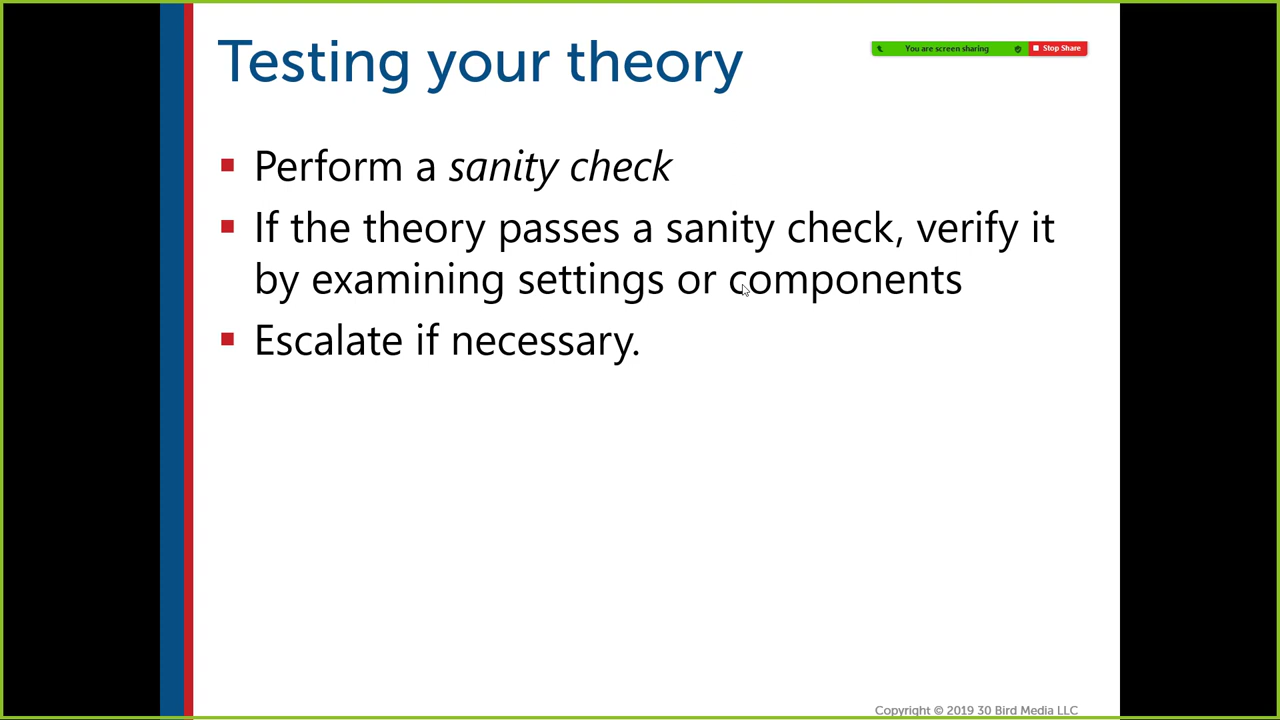 Testing your theory
You are screen sharing
Stop Share
Perform a sanity check
If the theory passes a sanity check, verify it
by examining settings or components
Escalate if necessary.
Copyright © 2019 30 Bird Media LLC